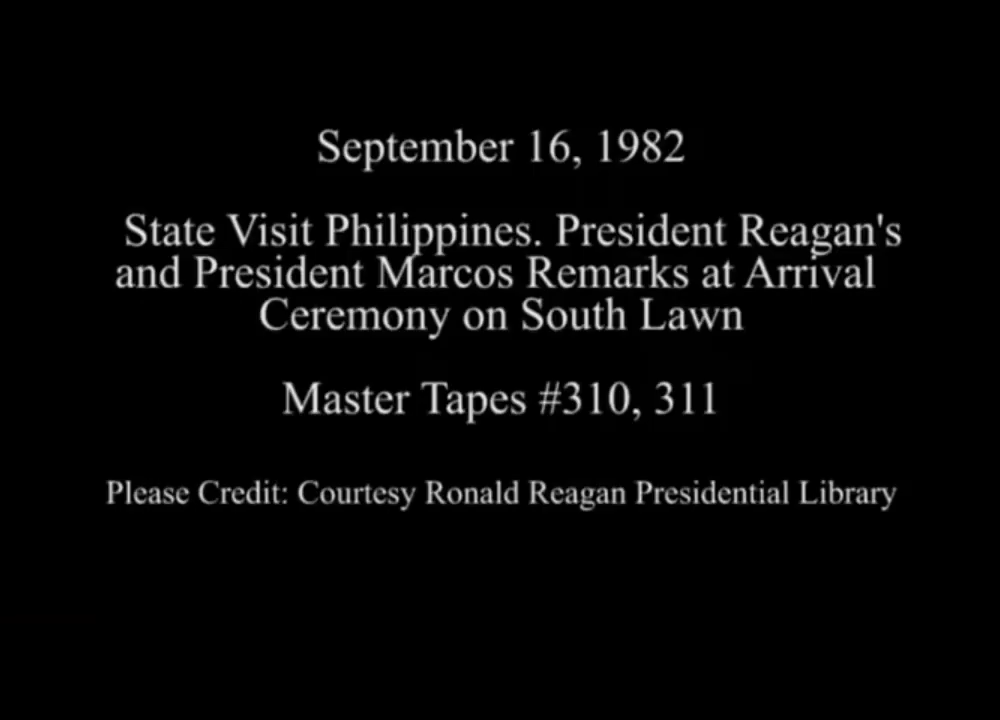 September 16, 1982
State Visit Philippines. President Reagan's
and President Marcos Remarks at Arrival
Ceremony on South Lawn
Master Tapes #310, 311
Please Credit: Courtesy Ronald Reagan Presidential Library